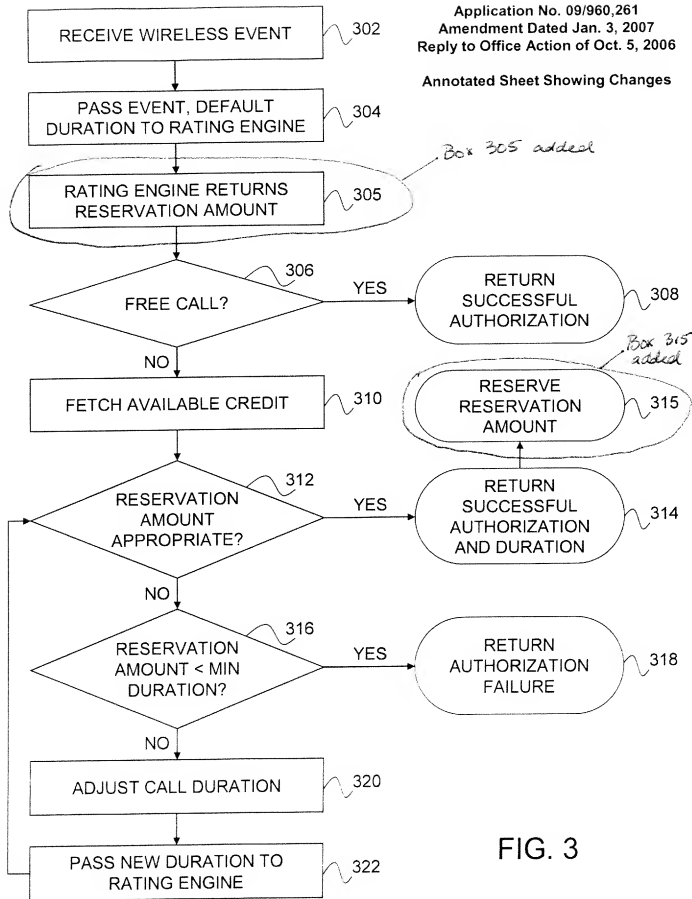 Application No. 09/960,261
Amendment Dated Jan. 3, 2007
Reply to Office Action of Oct. 5, 2006
Annotated Sheet Showing Changes
RECEIVE WIRELESS EVENT
302
PASS EVENT, DEFAULT
DURATION TO RATING ENGINE
304
Box 305 added
RATING ENGINE RETURNS
RESERVATION AMOUNT
305
306
FREE CALL?
YES
RETURN
SUCCESSFUL
AUTHORIZATION
308
NO
Box 315
added
FETCH AVAILABLE CREDIT
310
RESERVE
RESERVATION
AMOUNT
315
312
RESERVATION
AMOUNT
APPROPRIATE?
YES
RETURN
SUCCESSFUL
AUTHORIZATION
AND DURATION
314
NO
316
RESERVATION
AMOUNT < MIN
DURATION?
YES
RETURN
AUTHORIZATION
FAILURE
318
NO
ADJUST CALL DURATION
320
PASS NEW DURATION TO
RATING ENGINE
322
FIG. 3